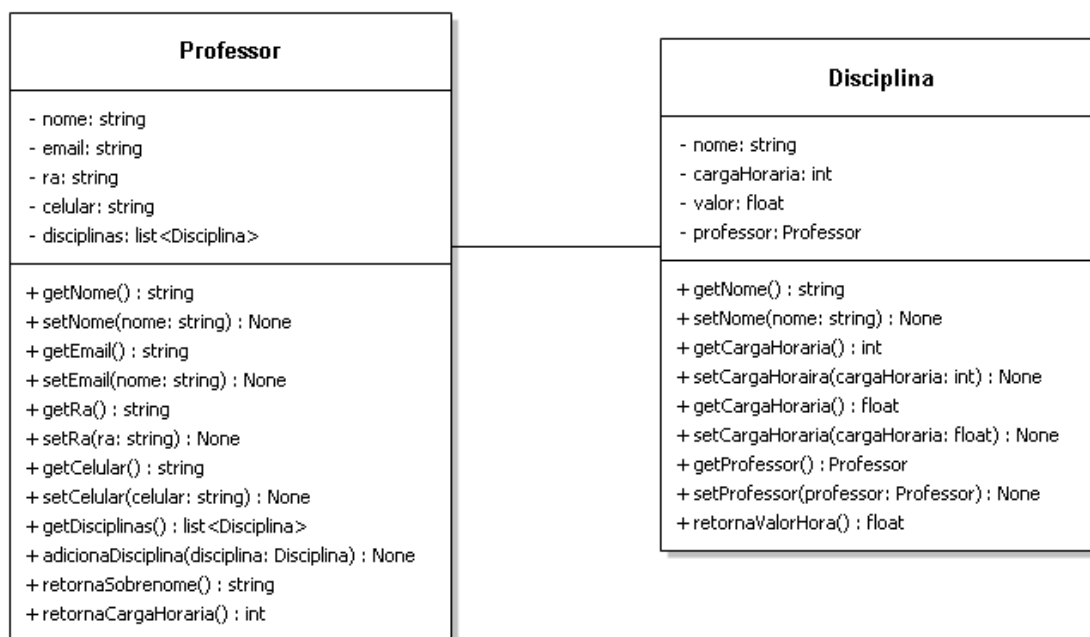 Professor
- nome: string
- email: string
- ra: string
- celular: string
- disciplinas: list<Disciplina>
+ getNome() : string
+ setNome(nome: string) : None
+ getEmail() : string
+ setEmail(nome: string) : None
+ getRa() : string
+ setRa(ra: string) : None
+ getCelular() : string
+ setCelular(celular: string) : None
+ getDisciplinas() : list<Disciplina>
+ adicionaDisciplina(disciplina: Disciplina) : None
+ retornaSobrenome() : string
+ retornaCargaHoraria() : int
Disciplina
- nome: string
- cargaHoraria: int
- valor: float
- professor: Professor
+ getNome() : string
+ setNome(nome: string) : None
+ getCargaHoraria() : int
+ setCargaHoraira(cargaHoraria: int) : None
+ getCargaHoraria() : float
+ setCargaHoraria(cargaHoraria: float) : None
+ getProfessor() : Professor
+ setProfessor(professor: Professor) : None
+ retornaValorHora() : float